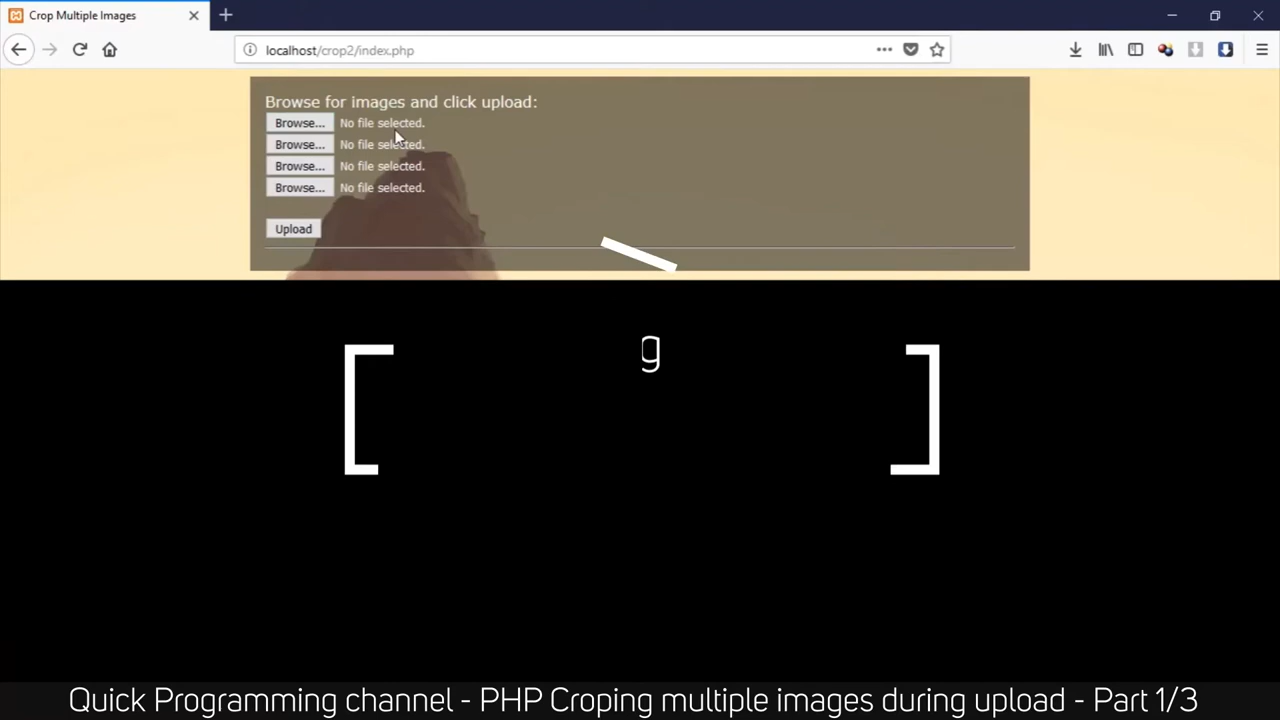 Crop Multiple Images
localhost/crop2/index.php
Browse for images and click upload:
Browse... No file selected.
Browse... No file selected.
Browse... No file selected.
Browse... No file selected.
Upload
g
Quick Programming channel - PHP Croping multiple images during upload - Part 1/3